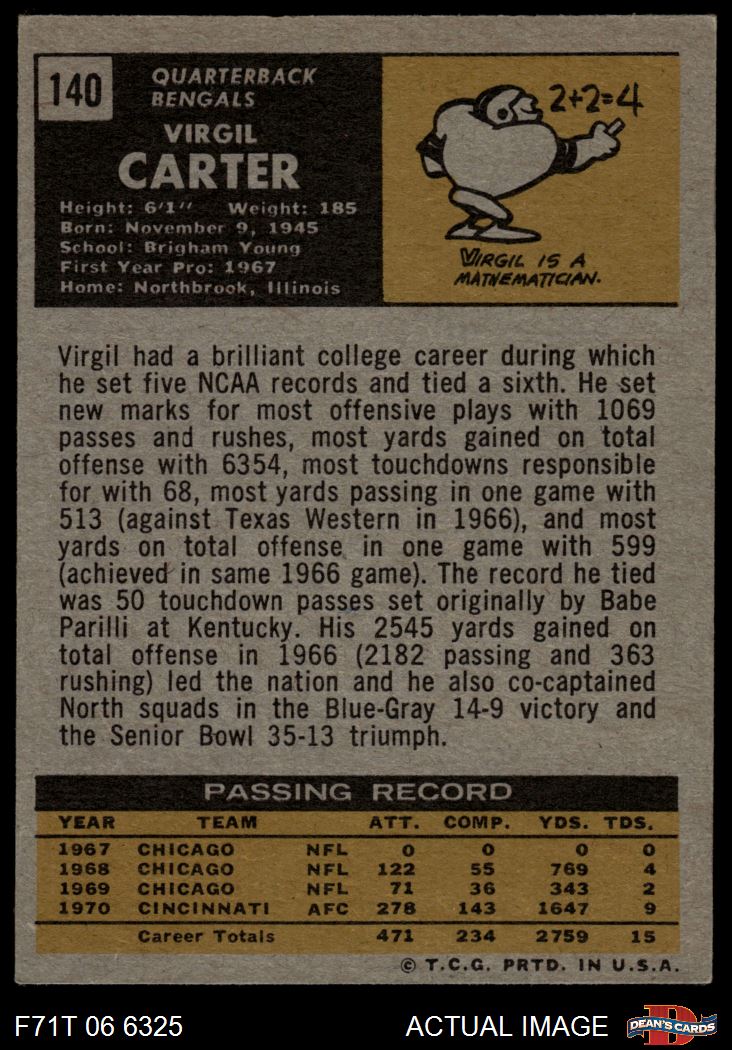 140
QUARTERBACK
BENGALS
VIRGIL
CARTER
Height: 6'1" Weight: 185
Born: November 9, 1945
School: Brigham Young
First Year Pro: 1967
Home: Northbrook, Illinois
2+2=4
VIRGIL IS A
MATHEMATICIAN.
Virgil had a brilliant college career during which
he set five NCAA records and tied a sixth. He set
new marks for most offensive plays with 1069
passes and rushes, most yards gained on total
offense with 6354, most touchdowns responsible
for with 68, most yards passing in one game with
513 (against Texas Western in 1966), and most
yards on total offense in one game with 599
(achieved in same 1966 game). The record he tied
was 50 touchdown passes set originally by Babe
Parilli at Kentucky. His 2545 yards gained on
total offense in 1966 (2182 passing and 363
rushing) led the nation and he also co-captained
North squads in the Blue-Gray 14-9 victory and
the Senior Bowl 35-13 triumph.
PASSING RECORD
YEAR TEAM ATT. COMP. YDS. TDS.
1967 CHICAGO NFL 0 0 0 0
1968 CHICAGO NFL 122 55 769 4
1969 CHICAGO NFL 71 36 343 2
1970 CINCINNATI AFC 278 143 1647 9
Career Totals 471 234 2759 15
© T.C.G. PRTD. IN U.S.A.
F71T 06 6325 ACTUAL IMAGE
D
DEAN'S CARDS